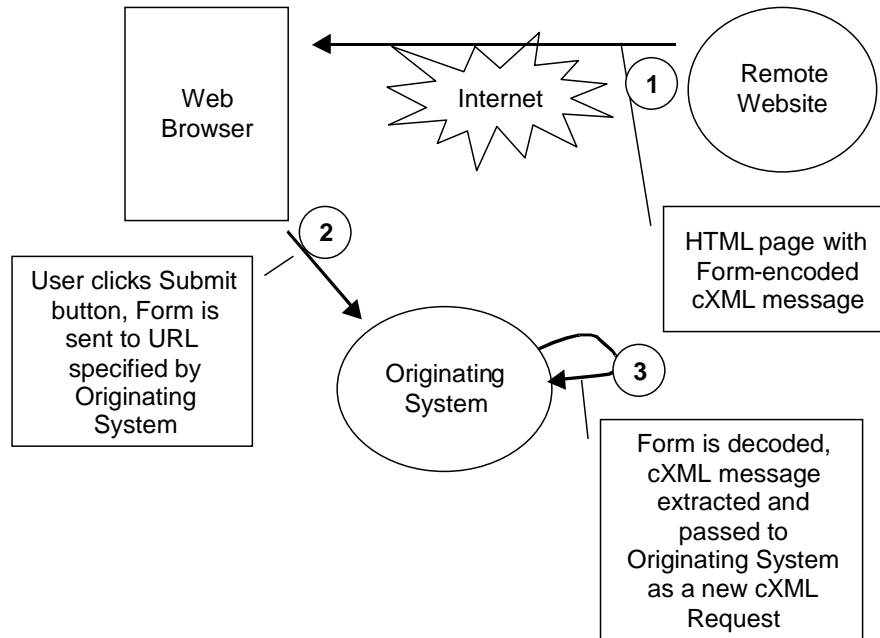 Web
Browser
Internet
1
Remote
Website
HTML page with
Form-encoded
cXML message
2
User clicks Submit
button, Form is
sent to URL
specified by
Originating
System
Originating
System
3
Form is decoded,
cXML message
extracted and
passed to
Originating System
as a new cXML
Request